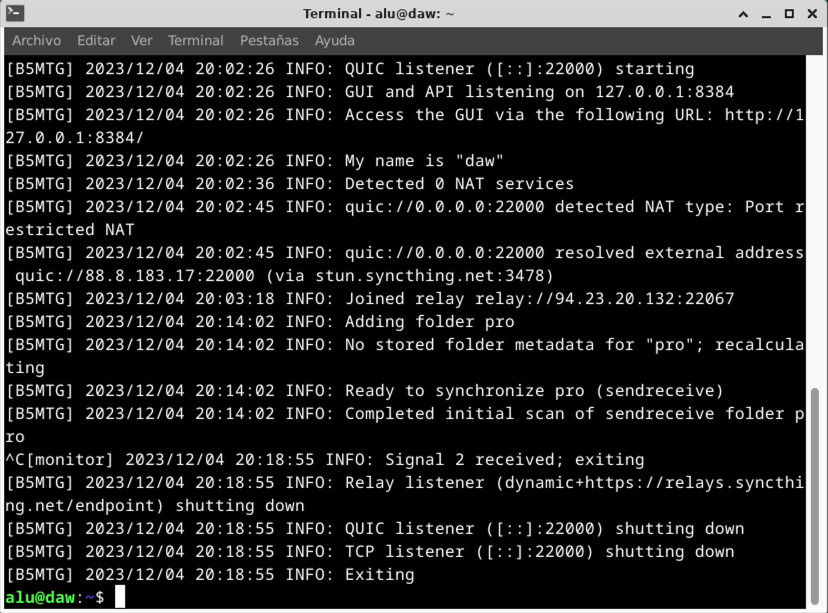 Terminal - alu@daw: ~
Archivo Editar Ver Terminal Pestañas Ayuda
[B5MTG] 2023/12/04 20:02:26 INFO: QUIC listener ([::]:22000) starting
[B5MTG] 2023/12/04 20:02:26 INFO: GUI and API listening on 127.0.0.1:8384
[B5MTG] 2023/12/04 20:02:26 INFO: Access the GUI via the following URL: http://1
27.0.0.1:8384/
[B5MTG] 2023/12/04 20:02:26 INFO: My name is "daw"
[B5MTG] 2023/12/04 20:02:36 INFO: Detected 0 NAT services
[B5MTG] 2023/12/04 20:02:45 INFO: quic://0.0.0.0:22000 detected NAT type: Port r
estricted NAT
[B5MTG] 2023/12/04 20:02:45 INFO: quic://0.0.0.0:22000 resolved external address
 quic://88.8.183.17:22000 (via stun.syncthing.net:3478)
[B5MTG] 2023/12/04 20:03:18 INFO: Joined relay relay://94.23.20.132:22067
[B5MTG] 2023/12/04 20:14:02 INFO: Adding folder pro
[B5MTG] 2023/12/04 20:14:02 INFO: No stored folder metadata for "pro"; recalcula
ting
[B5MTG] 2023/12/04 20:14:02 INFO: Ready to synchronize pro (sendreceive)
[B5MTG] 2023/12/04 20:14:02 INFO: Completed initial scan of sendreceive folder p
ro
^C[monitor] 2023/12/04 20:18:55 INFO: Signal 2 received; exiting
[B5MTG] 2023/12/04 20:18:55 INFO: Relay listener (dynamic+https://relays.syncthi
ng.net/endpoint) shutting down
[B5MTG] 2023/12/04 20:18:55 INFO: QUIC listener ([::]:22000) shutting down
[B5MTG] 2023/12/04 20:18:55 INFO: TCP listener ([::]:22000) shutting down
[B5MTG] 2023/12/04 20:18:55 INFO: Exiting
alu@daw:~$